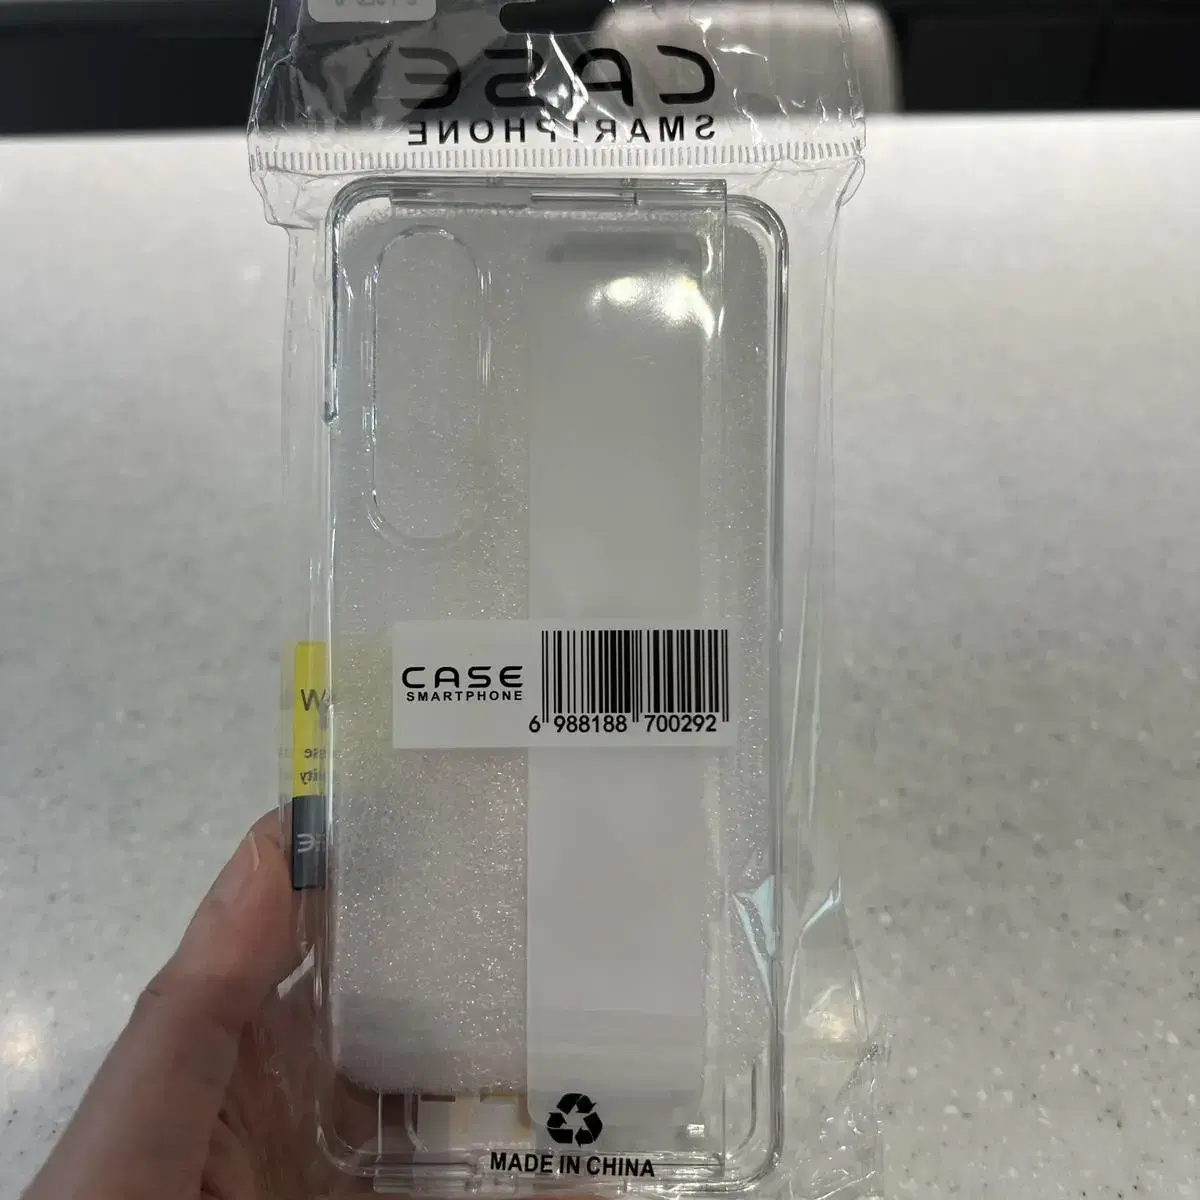 CASE
SMARTPHONE
CASE
SMARTPHONE
6 988188 700292
MADE IN CHINA